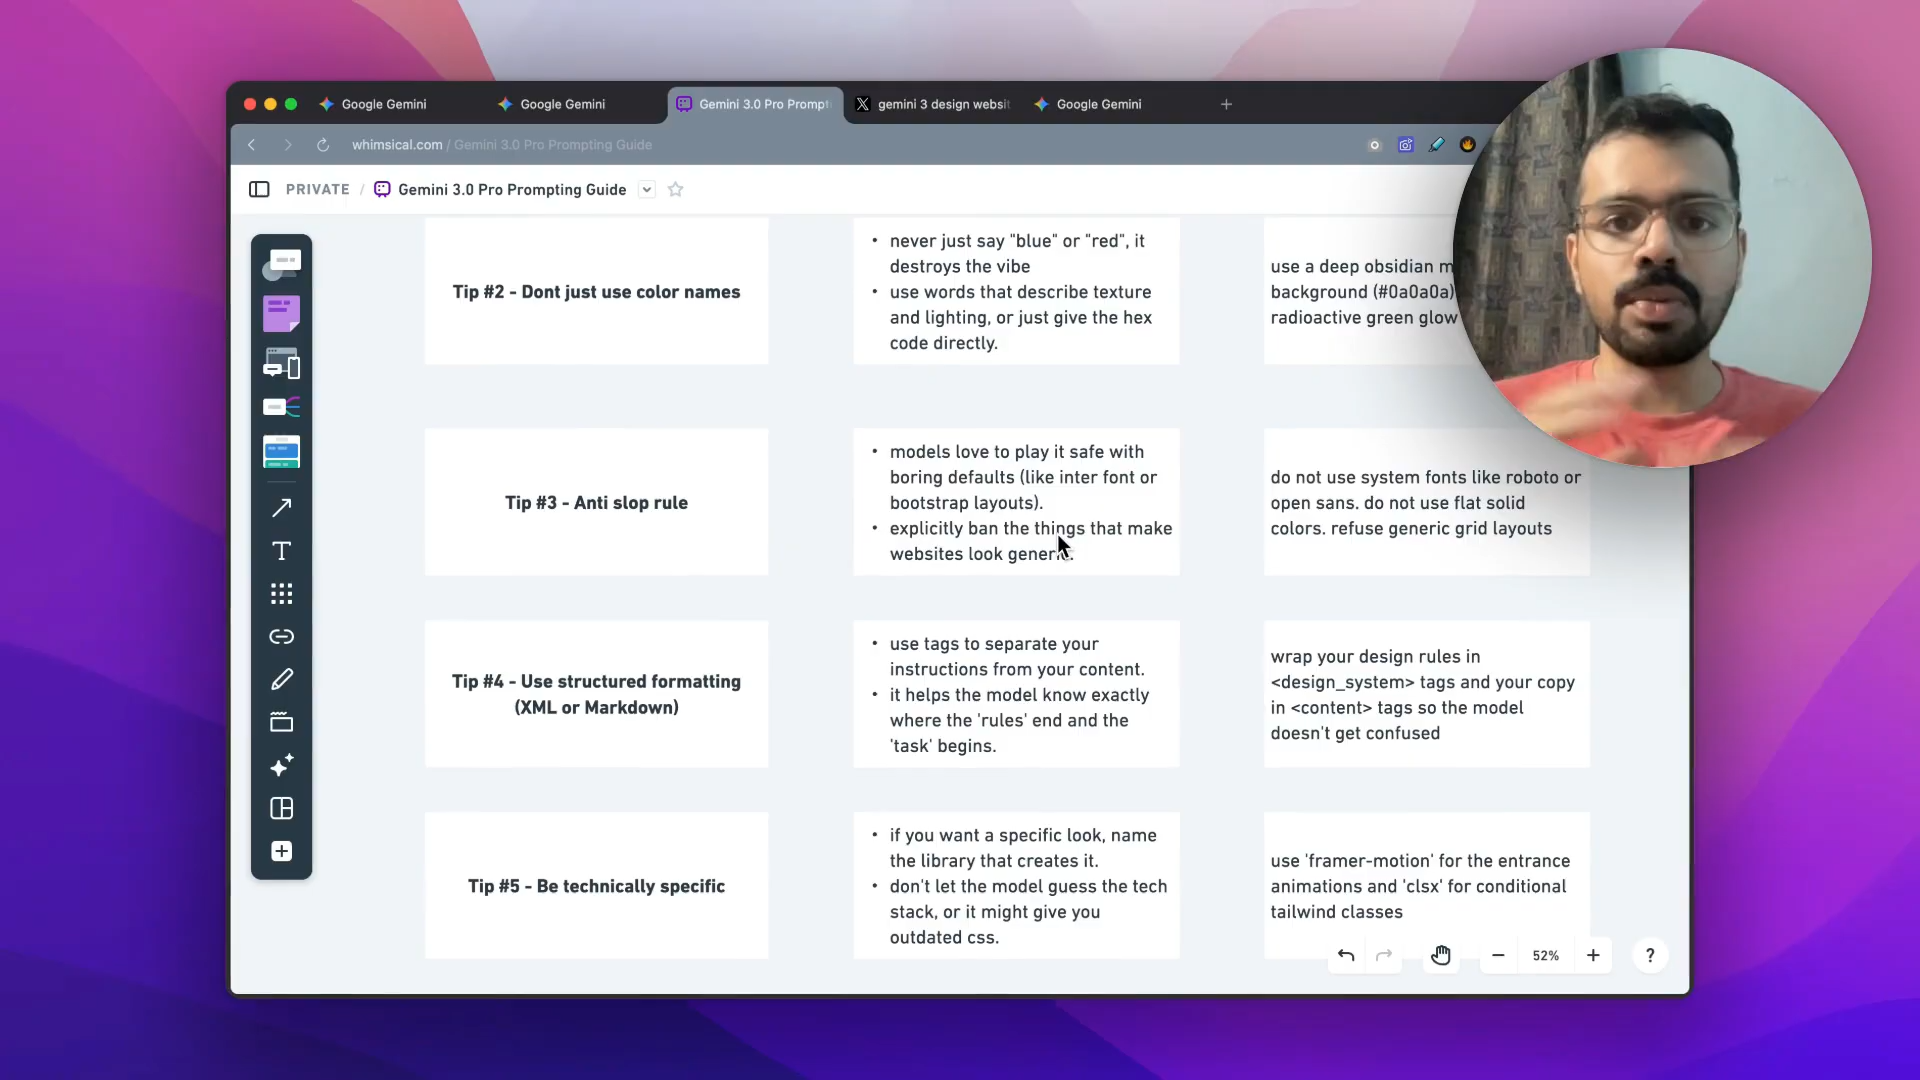 Google Gemini
Google Gemini
Gemini 3.0 Pro Prompt
gemini 3 design websit
Google Gemini
whimsical.com / Gemini 3.0 Pro Prompting Guide
PRIVATE / Gemini 3.0 Pro Prompting Guide
Tip #2 - Dont just use color names
• never just say "blue" or "red", it
destroys the vibe
• use words that describe texture
and lighting, or just give the hex
code directly.
use a deep obsidian
background (#0a0a0a)
radioactive green glow
Tip #3 - Anti slop rule
• models love to play it safe with
boring defaults (like inter font or
bootstrap layouts).
• explicitly ban the things that make
websites look generic.
do not use system fonts like roboto or
open sans. do not use flat solid
colors. refuse generic grid layouts
Tip #4 - Use structured formatting
(XML or Markdown)
• use tags to separate your
instructions from your content.
• it helps the model know exactly
where the 'rules' end and the
'task' begins.
wrap your design rules in
<design_system> tags and your copy
in <content> tags so the model
doesn't get confused
Tip #5 - Be technically specific
• if you want a specific look, name
the library that creates it.
• don't let the model guess the tech
stack, or it might give you
outdated css.
use 'framer-motion' for the entrance
animations and 'clsx' for conditional
tailwind classes
52%